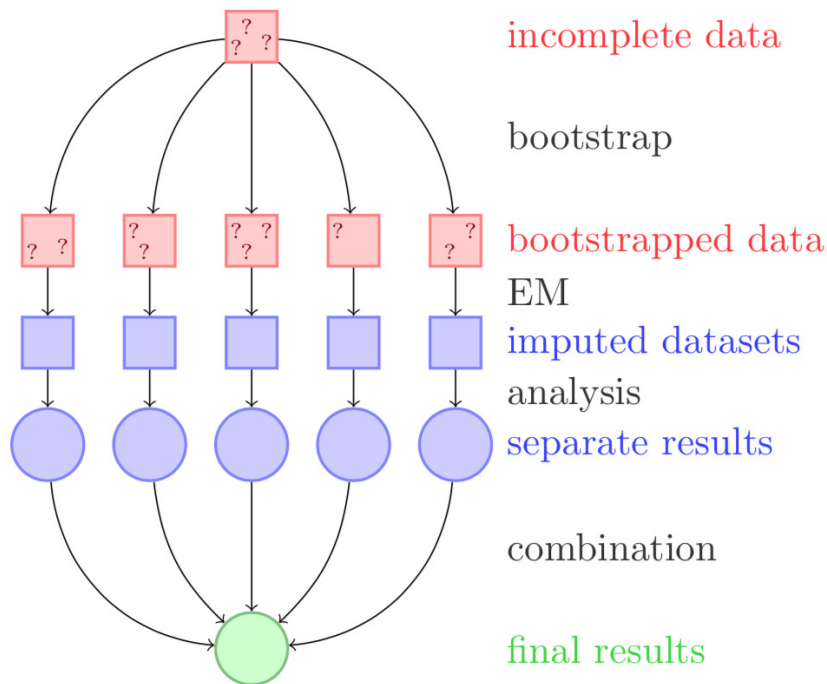 ? ? ? incomplete data
bootstrap
? ? ? ? ? ? ? ? ? ? bootstrapped data
EM
imputed datasets
analysis
separate results
combination
final results